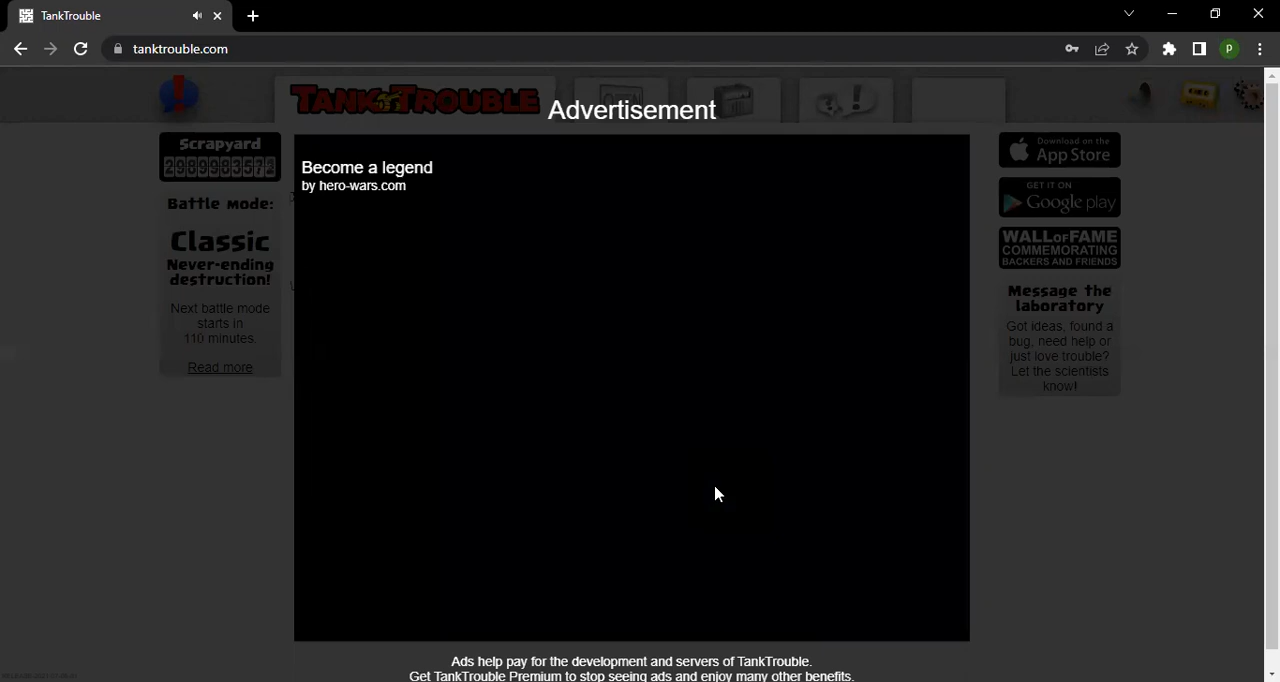 TankTrouble
tanktrouble.com
P
TANKTROUBLE
Advertisement
Scrapyard
Battle mode:
Classic
Never-ending
destruction!
Next battle mode
starts in
110 minutes.
Read more
Become a legend
by hero-wars.com
Download on the
App Store
GET IT ON
Google play
WALL OF FAME
COMMEMORATING
BACKERS AND FRIENDS
Message the
laboratory
Got ideas, found a
bug, need help or
just love trouble?
Let the scientists
know!
Ads help pay for the development and servers of TankTrouble.
Get TankTrouble Premium to stop seeing ads and enjoy many other benefits.